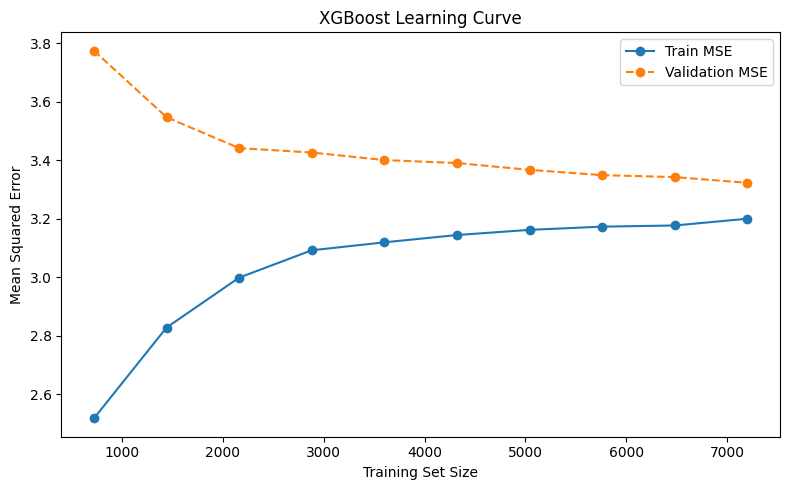 XGBoost Learning Curve
Train MSE
Validation MSE
3.8
3.6
3.4
3.2
3.0
2.8
2.6
Mean Squared Error
1000 2000 3000 4000 5000 6000 7000
Training Set Size